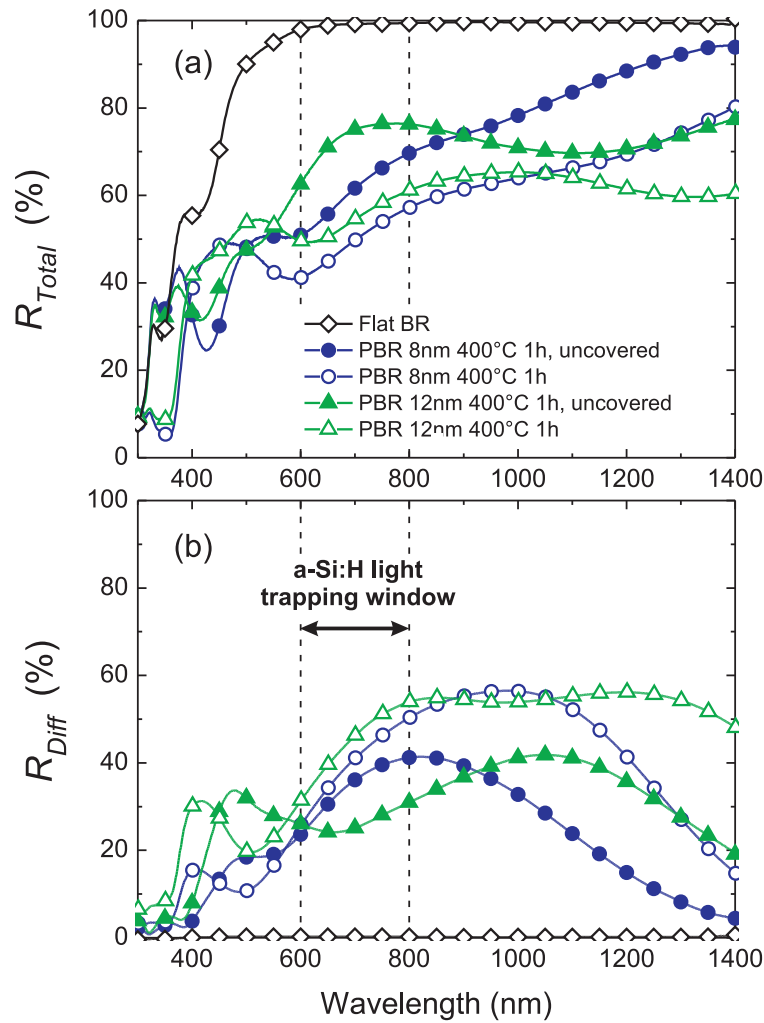 (a)
R_Total (%)
100
80
60
40
20
0
Flat BR
PBR 8nm 400°C 1h, uncovered
PBR 8nm 400°C 1h
PBR 12nm 400°C 1h, uncovered
PBR 12nm 400°C 1h
400 600 800 1000 1200 1400
(b)
R_Diff (%)
100
80
60
40
20
0
a-Si:H light
trapping window
400 600 800 1000 1200 1400
Wavelength (nm)